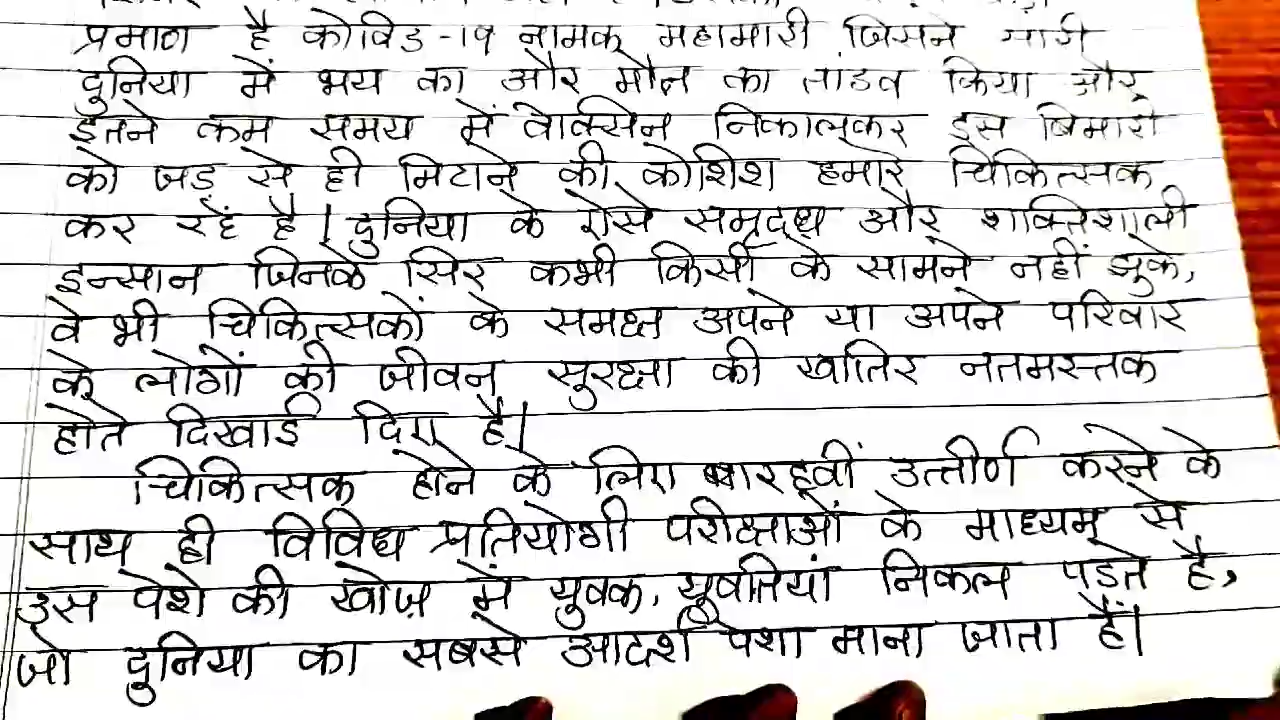 प्रमाण है कोविड-19 नामक महामारी जिसने सारी
दुनिया में भय का और मौत का तांडव किया और
इतने कम समय में वॅक्सिन निकालकर इस बिमारी
को जड़ से ही मिटाने की कोशिश हमारे चिकित्सक
कर रहें है। दुनिया के ऐसे समृद्ध और शक्तिशाली
इन्सान जिनके सिर कभी किसी के सामने नहीं झुके,
वे भी चिकित्सकों के समक्ष अपने या अपने परिवार
के लोगों की जीवन सुरक्षा की खातिर नतमस्तक
होते दिखाई दिए है।
चिकित्सक होने के लिए बारहवीं उत्तीर्ण करने के
साथ ही विविध प्रतियोगी परीक्षाओं के माध्यम से
उस पेशे की खोज़ में युवक, युवतियां निकल पड़ते है,
जो दुनिया का सबसे आदर्श पेशा माना जाता हैं।